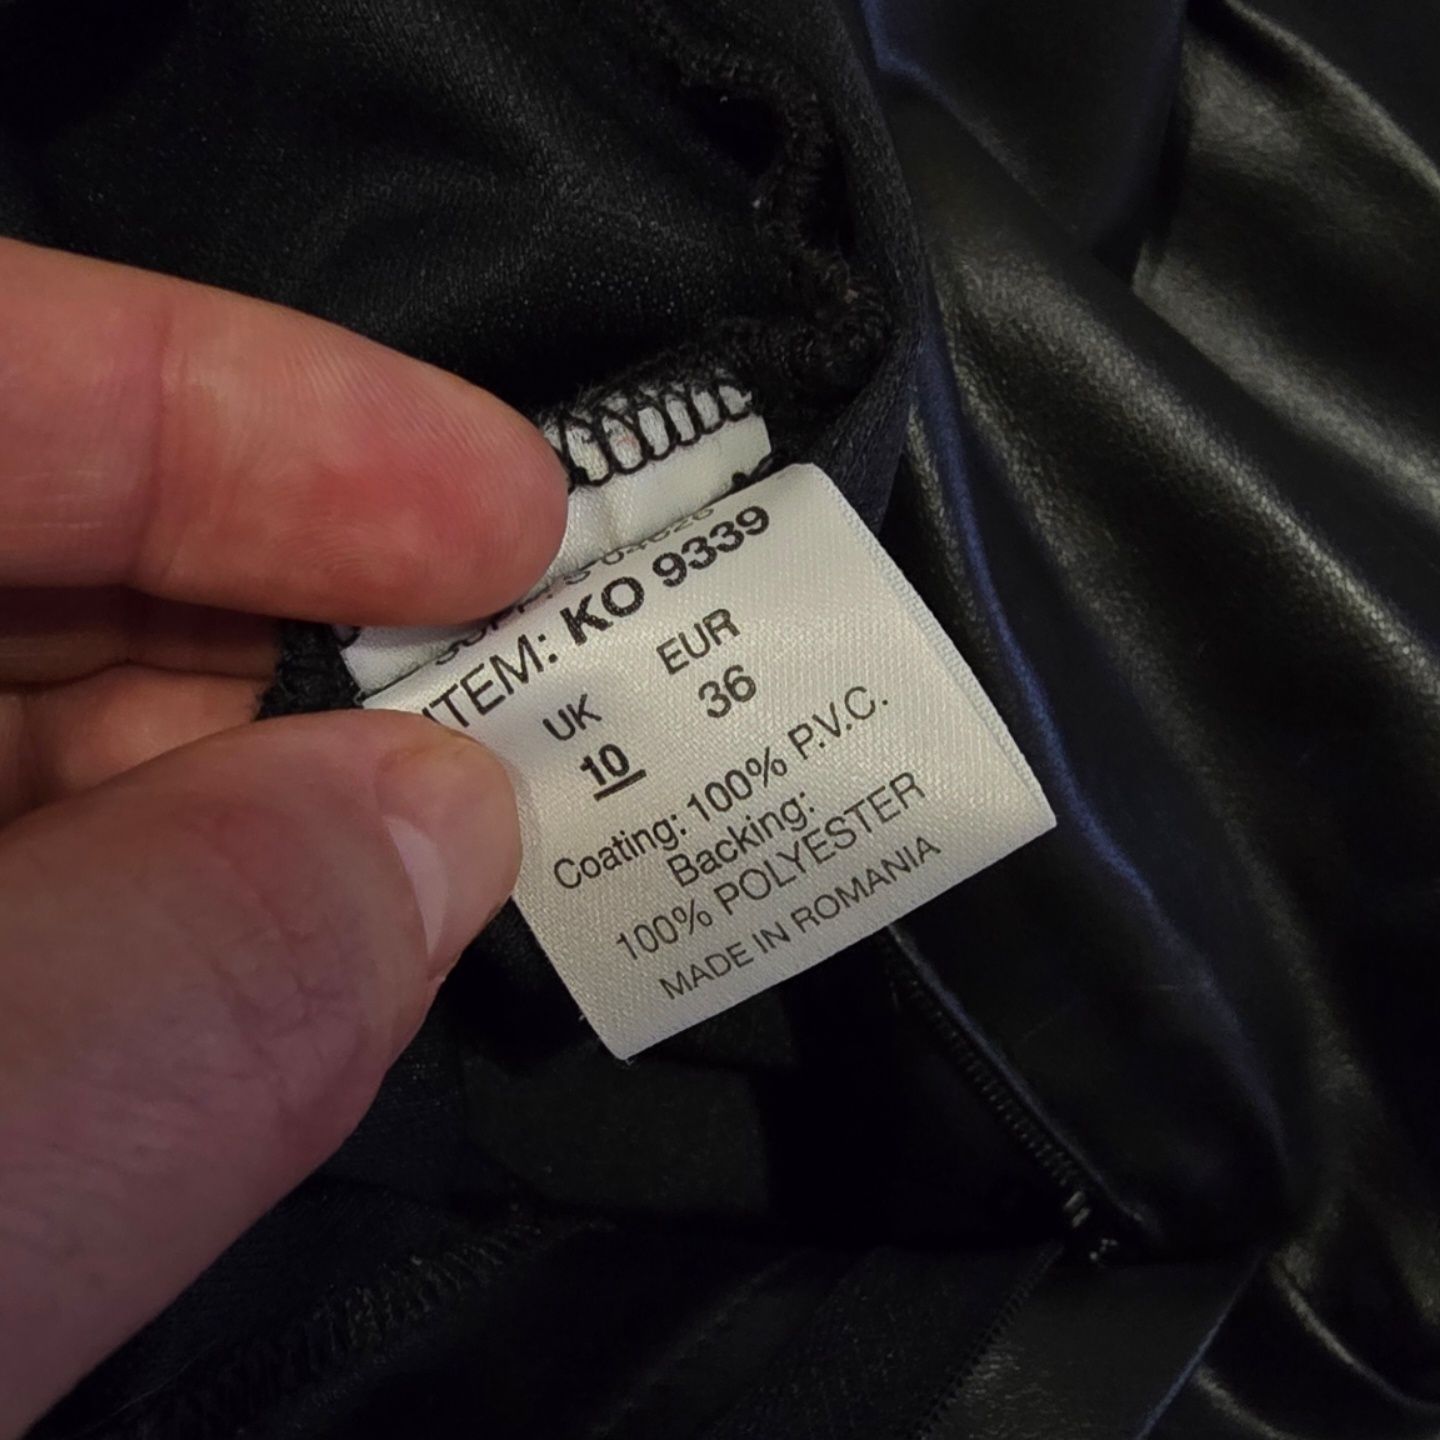 ITEM: KO 9339
UK EUR
10 36
Coating: 100% P.V.C.
Backing:
100% POLYESTER
MADE IN ROMANIA